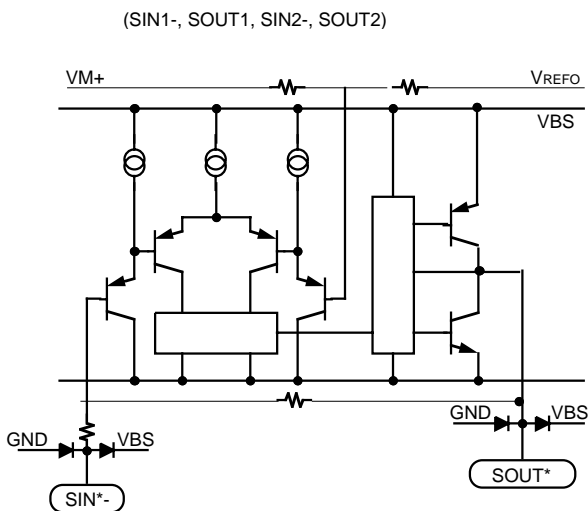 (SIN1-, SOUT1, SIN2-, SOUT2)
VM+
VREFO
VBS
GND
VBS
GND
VBS
SOUT*
SIN*-